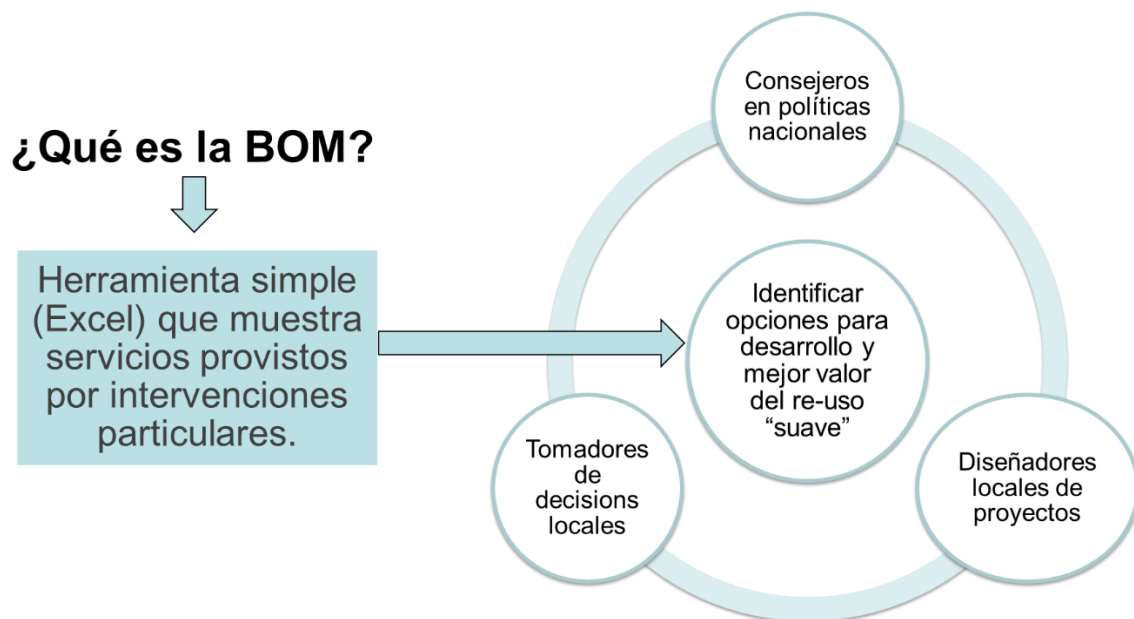 ¿Qué es la BOM?
Herramienta simple
(Excel) que muestra
servicios provistos
por intervenciones
particulares.
Consejeros
en políticas
nacionales
Identificar
opciones para
desarrollo y
mejor valor
del re-uso
“suave”
Tomadores
de
decisions
locales
Diseñadores
locales de
proyectos